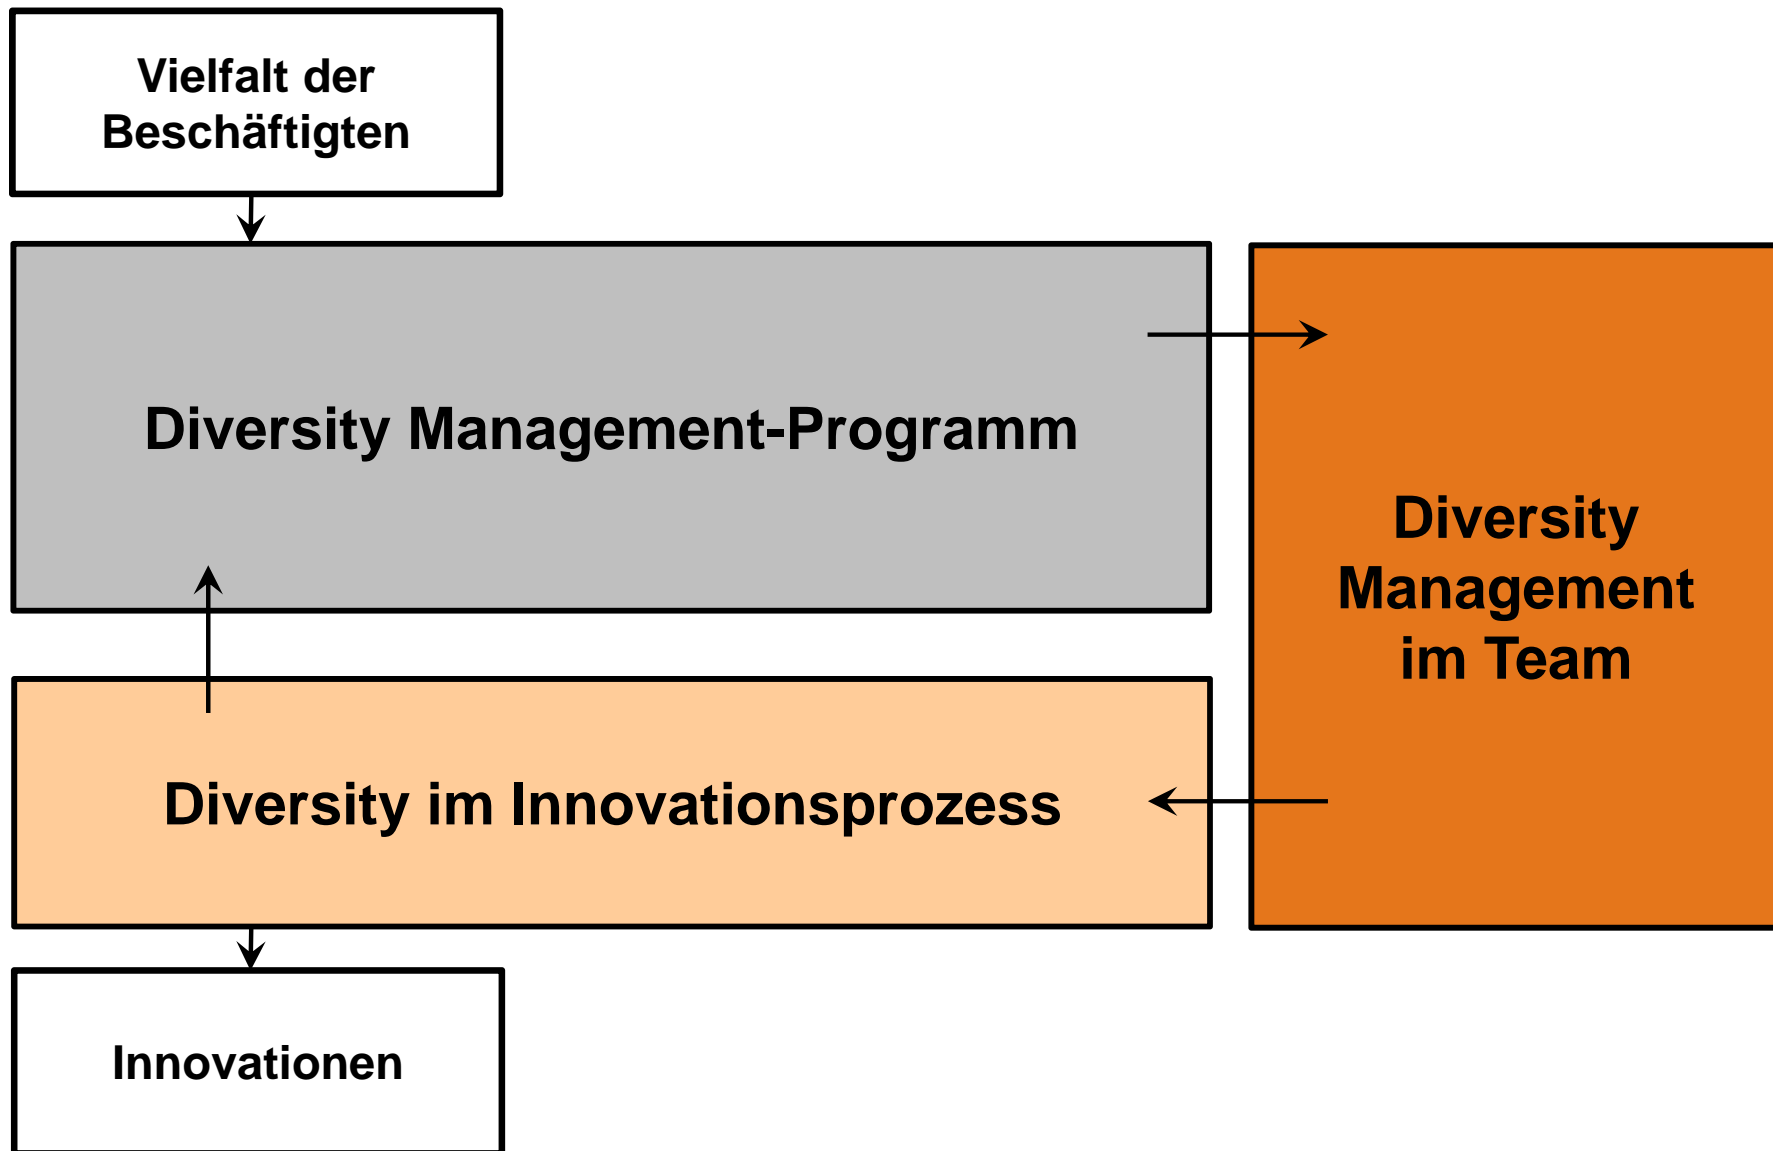 Vielfalt der
Beschäftigten
Diversity Management-Programm
Diversity
Management
im Team
Diversity im Innovationsprozess
Innovationen